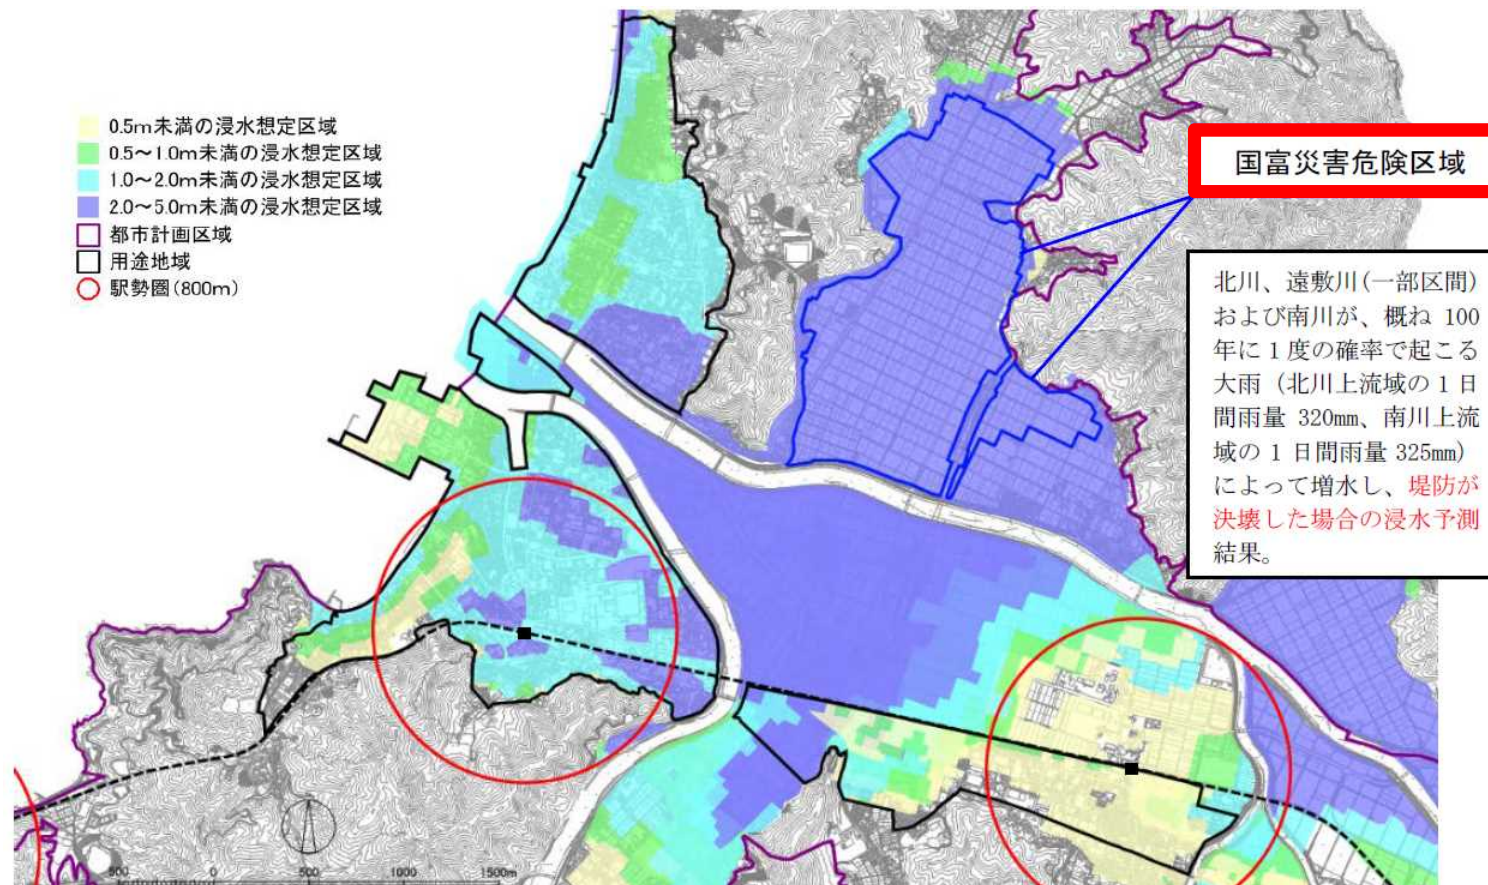 0.5m未満の浸水想定区域
0.5～1.0m未満の浸水想定区域
1.0～2.0m未満の浸水想定区域
2.0～5.0m未満の浸水想定区域
都市計画区域
用途地域
駅勢圏(800m)
国富災害危険区域
北川、遠敷川(一部区間)
および南川が、概ね 100
年に1度の確率で起こる
大雨（北川上流域の1日
間雨量 320mm、南川上流
域の1日間雨量 325mm）
によって増水し、堤防が
決壊した場合の浸水予測
結果。
500 0 500 1000 1500m